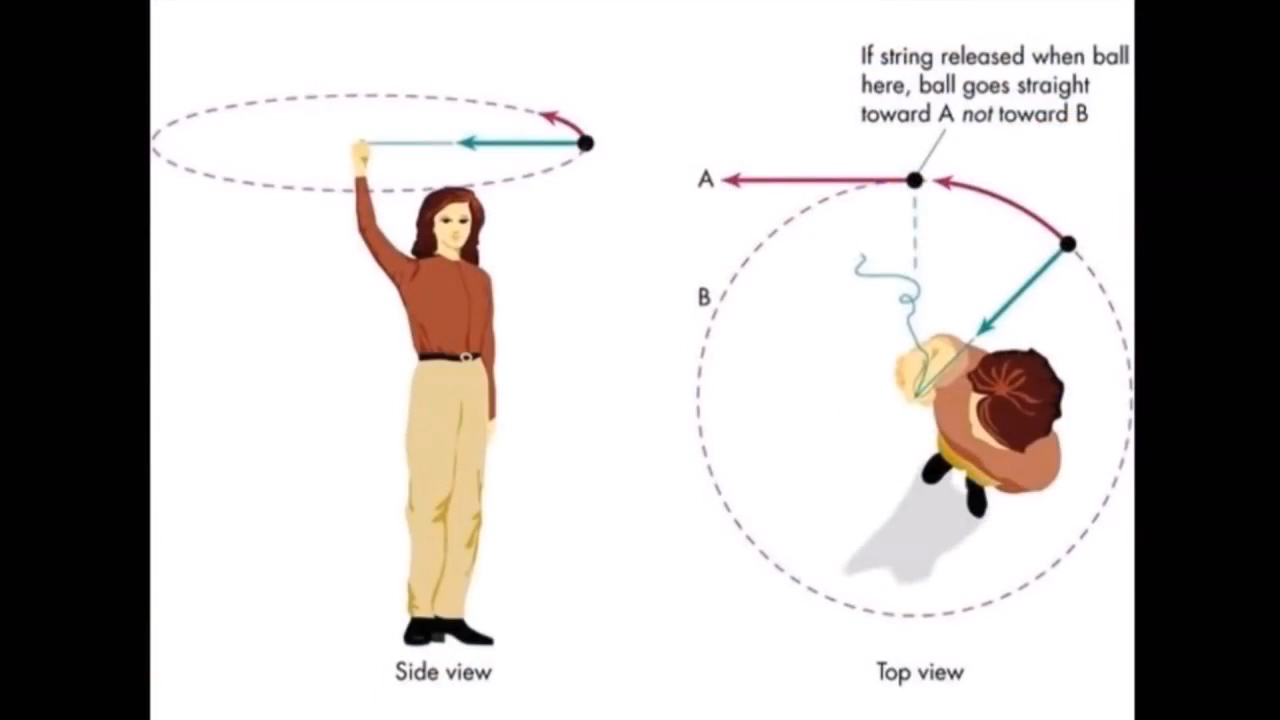 If string released when ball
here, ball goes straight
toward A not toward B
A
B
Side view
Top view